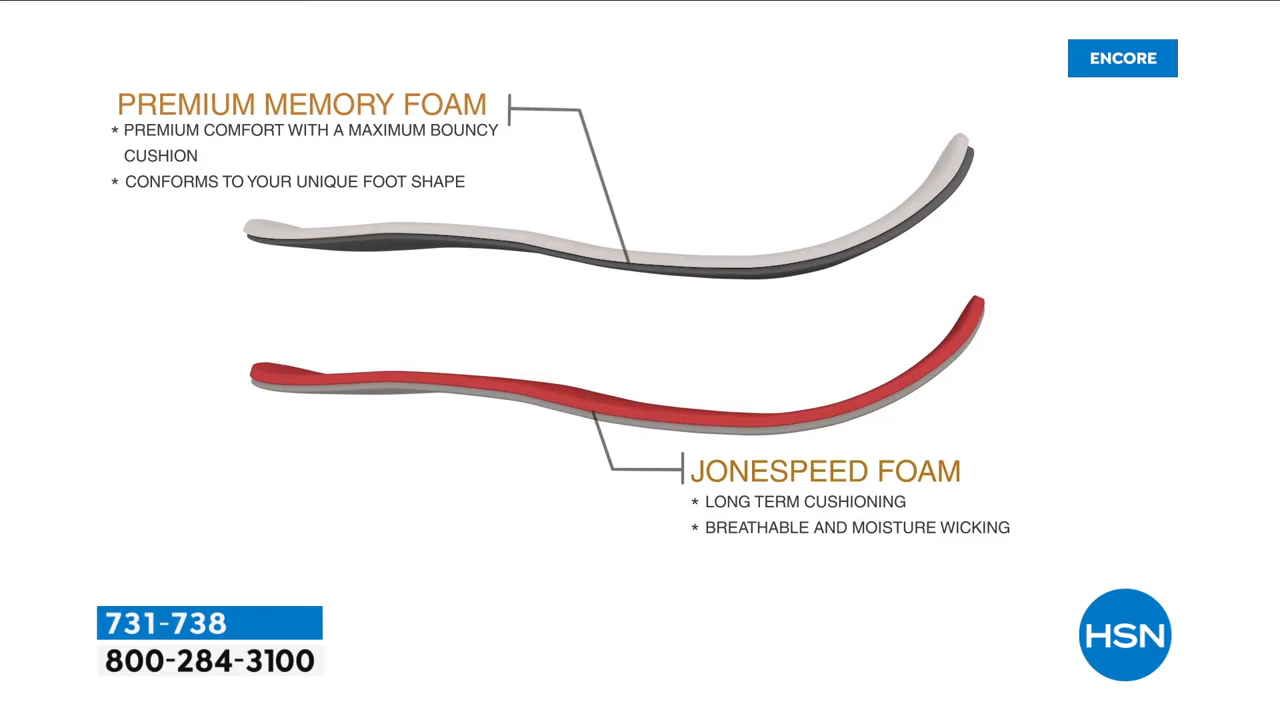 ENCORE
PREMIUM MEMORY FOAM
* PREMIUM COMFORT WITH A MAXIMUM BOUNCY
CUSHION
* CONFORMS TO YOUR UNIQUE FOOT SHAPE
JONESPEED FOAM
* LONG TERM CUSHIONING
* BREATHABLE AND MOISTURE WICKING
731-738
800-284-3100
HSN